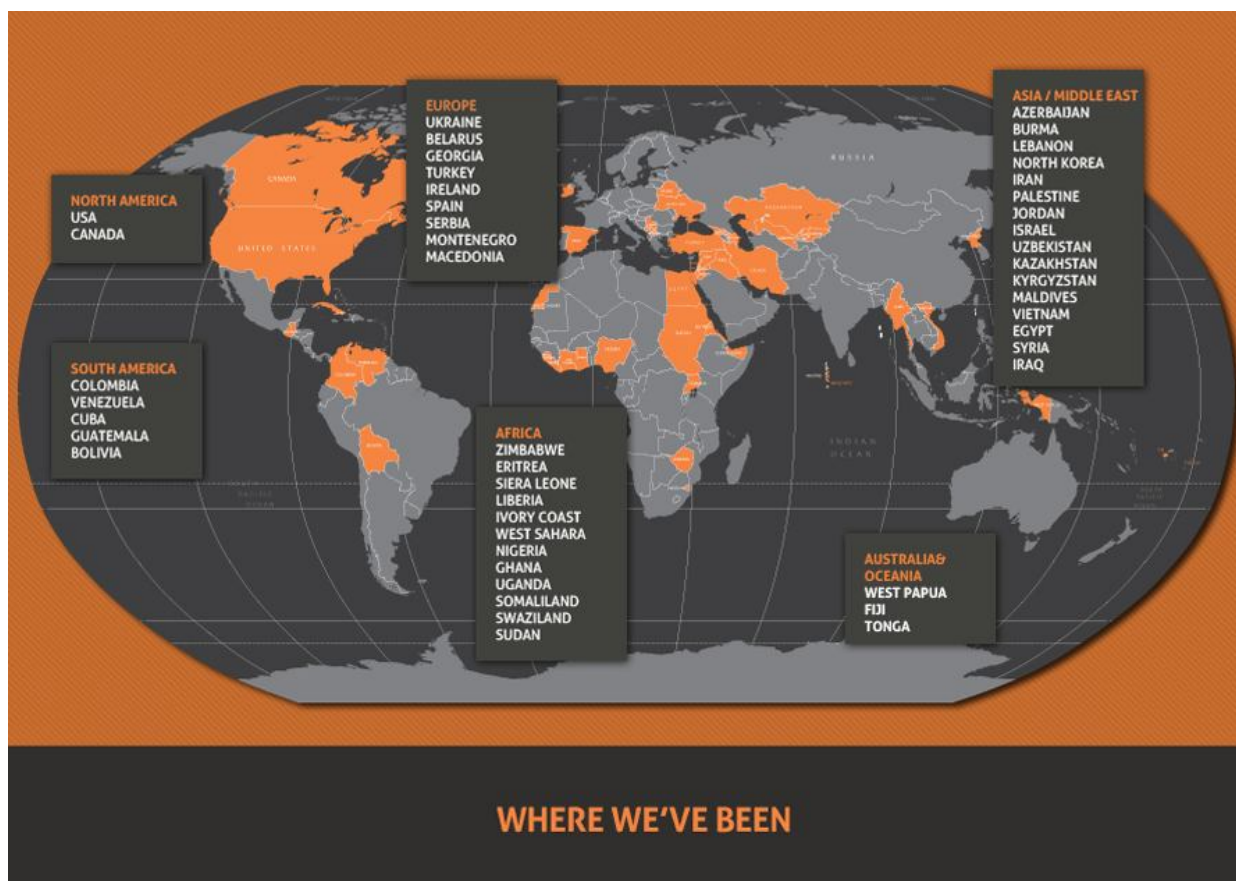 NORTH AMERICA
USA
CANADA
SOUTH AMERICA
COLOMBIA
VENEZUELA
CUBA
GUATEMALA
BOLIVIA
EUROPE
UKRAINE
BELARUS
GEORGIA
TURKEY
IRELAND
SPAIN
SERBIA
MONTENEGRO
MACEDONIA
AFRICA
ZIMBABWE
ERITREA
SIERA LEONE
LIBERIA
IVORY COAST
WEST SAHARA
NIGERIA
GHANA
UGANDA
SOMALILAND
SWAZILAND
SUDAN
ASIA / MIDDLE EAST
AZERBAIJAN
BURMA
LEBANON
NORTH KOREA
IRAN
PALESTINE
JORDAN
ISRAEL
UZBEKISTAN
KAZAKHSTAN
KYRGYZSTAN
MALDIVES
VIETNAM
EGYPT
SYRIA
IRAQ
AUSTRALIA&
OCEANIA
WEST PAPUA
FIJI
TONGA
CANADA
UNITED STATES
RUSSIA
INDIAN
OCEAN
WHERE WE'VE BEEN